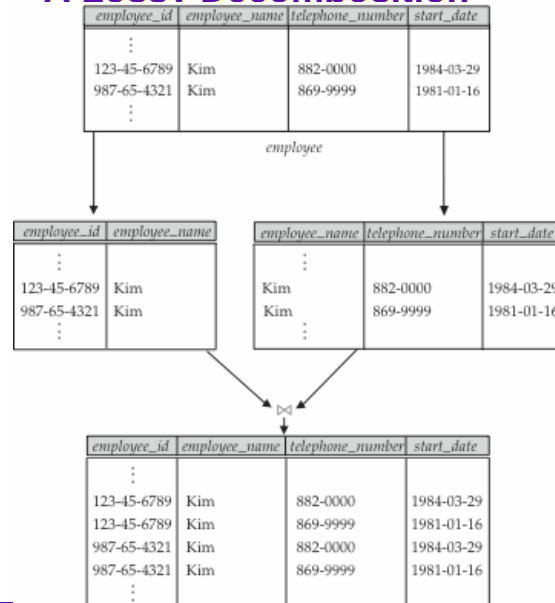 A Lossy Decomposition
employee_id employee_name telephone_number start_date
⋮
123-45-6789 Kim 882-0000 1984-03-29
987-65-4321 Kim 869-9999 1981-01-16
⋮
employee
employee_id employee_name
⋮
123-45-6789 Kim
987-65-4321 Kim
⋮
employee_name telephone_number start_date
⋮
Kim 882-0000 1984-03-29
Kim 869-9999 1981-01-16
⋮
⋈
employee_id employee_name telephone_number start_date
⋮
123-45-6789 Kim 882-0000 1984-03-29
123-45-6789 Kim 869-9999 1981-01-16
987-65-4321 Kim 882-0000 1984-03-29
987-65-4321 Kim 869-9999 1981-01-16
⋮